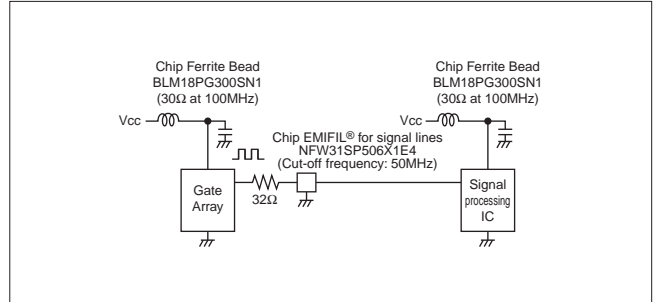 Chip Ferrite Bead
BLM18PG300SN1
(30Ω at 100MHz)
Vcc
Chip Ferrite Bead
BLM18PG300SN1
(30Ω at 100MHz)
Vcc
Chip EMIFIL® for signal lines
NFW31SP506X1E4
(Cut-off frequency: 50MHz)
Gate
Array
32Ω
Signal
processing
IC